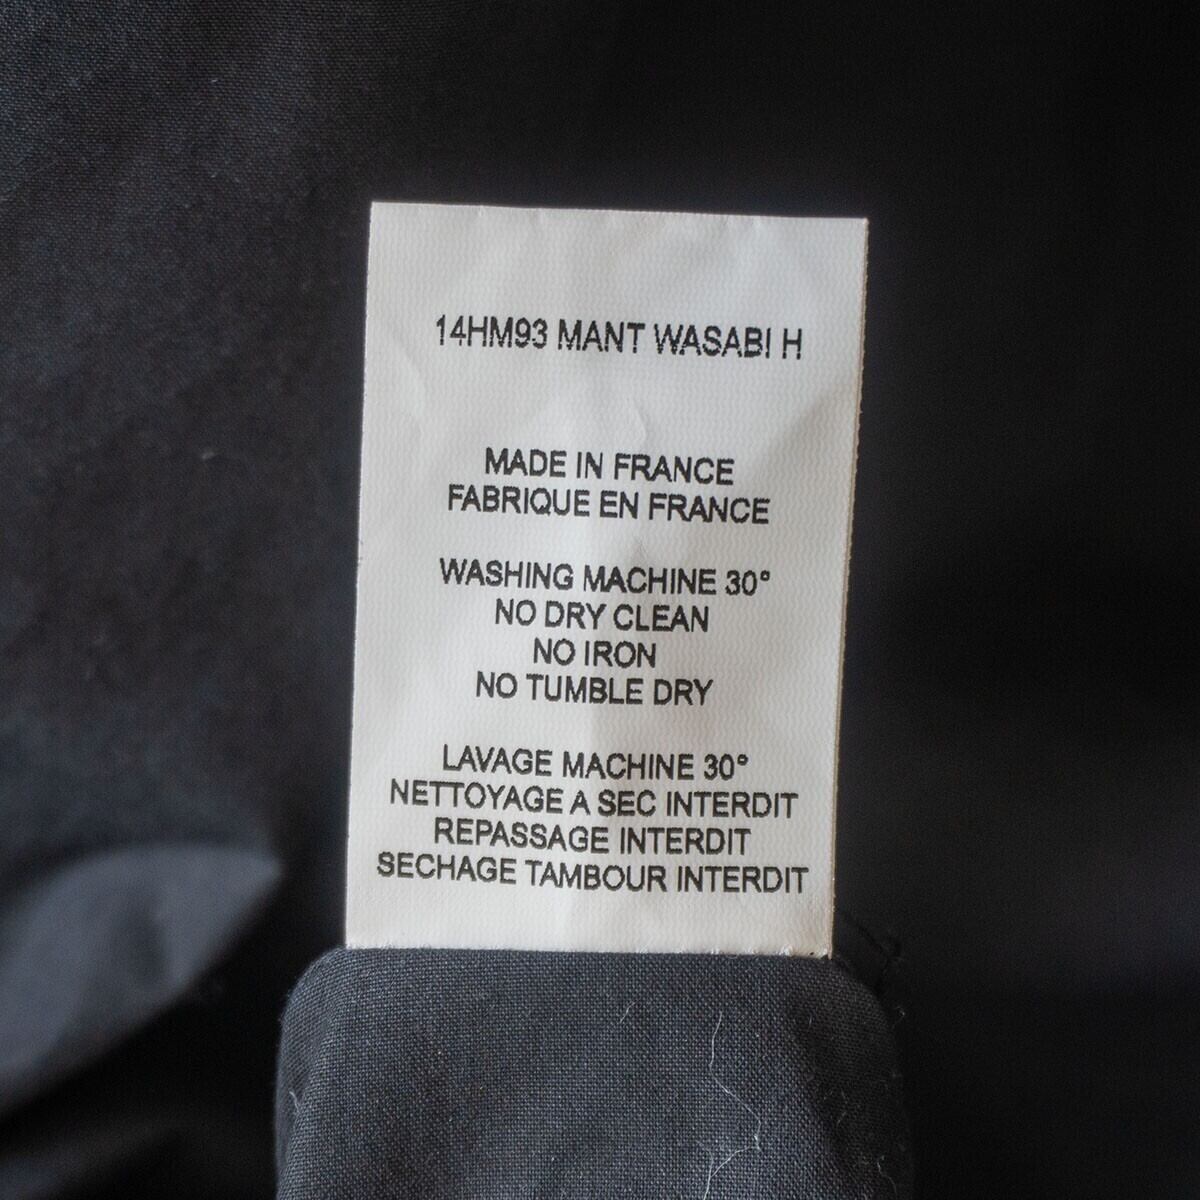 14HM93 MANT WASABI H
MADE IN FRANCE
FABRIQUE EN FRANCE
WASHING MACHINE 30°
NO DRY CLEAN
NO IRON
NO TUMBLE DRY
LAVAGE MACHINE 30°
NETTOYAGE A SEC INTERDIT
REPASSAGE INTERDIT
SECHAGE TAMBOUR INTERDIT